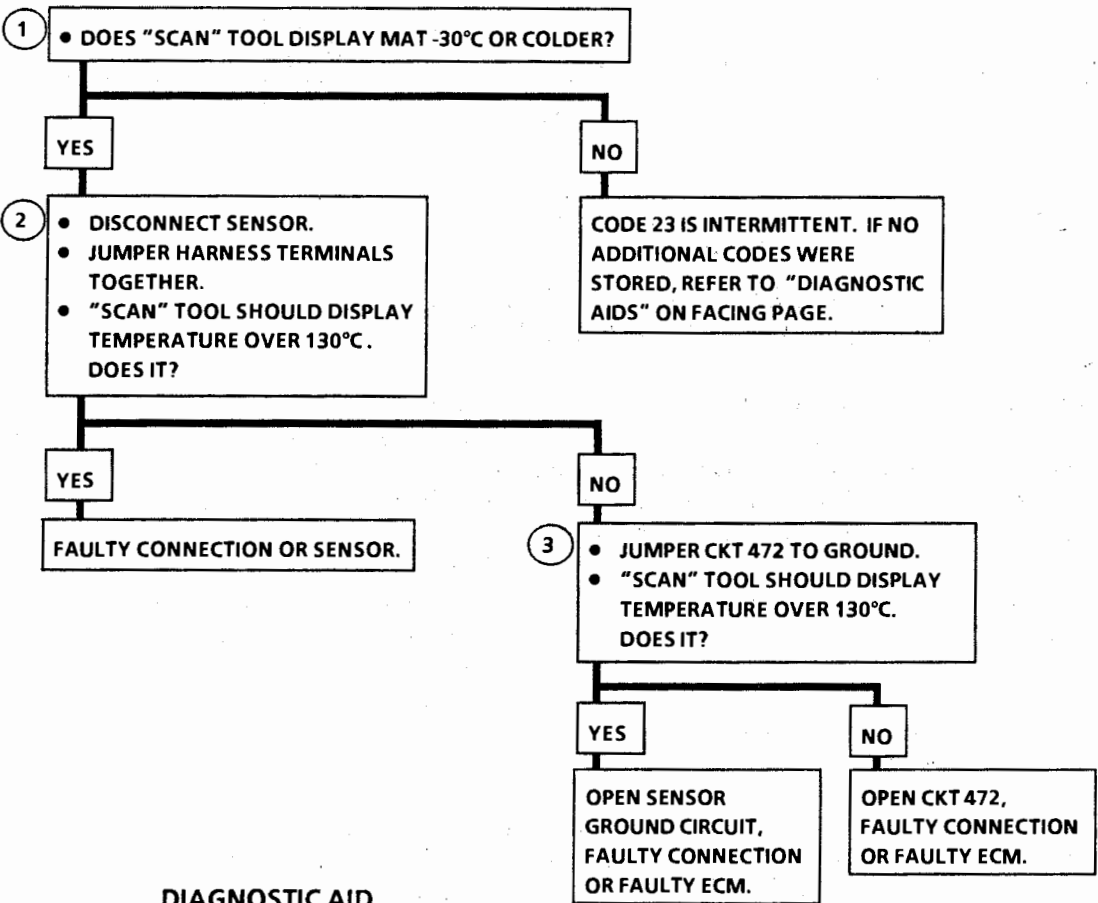 1
• DOES "SCAN" TOOL DISPLAY MAT -30°C OR COLDER?
YES
NO
2
• DISCONNECT SENSOR.
• JUMPER HARNESS TERMINALS
TOGETHER.
• "SCAN" TOOL SHOULD DISPLAY
TEMPERATURE OVER 130°C.
DOES IT?
CODE 23 IS INTERMITTENT. IF NO
ADDITIONAL CODES WERE
STORED, REFER TO "DIAGNOSTIC
AIDS" ON FACING PAGE.
YES
NO
FAULTY CONNECTION OR SENSOR.
3
• JUMPER CKT 472 TO GROUND.
• "SCAN" TOOL SHOULD DISPLAY
TEMPERATURE OVER 130°C.
DOES IT?
YES
NO
OPEN SENSOR
GROUND CIRCUIT,
FAULTY CONNECTION
OR FAULTY ECM.
OPEN CKT 472,
FAULTY CONNECTION
OR FAULTY ECM.
DIAGNOSTIC AID